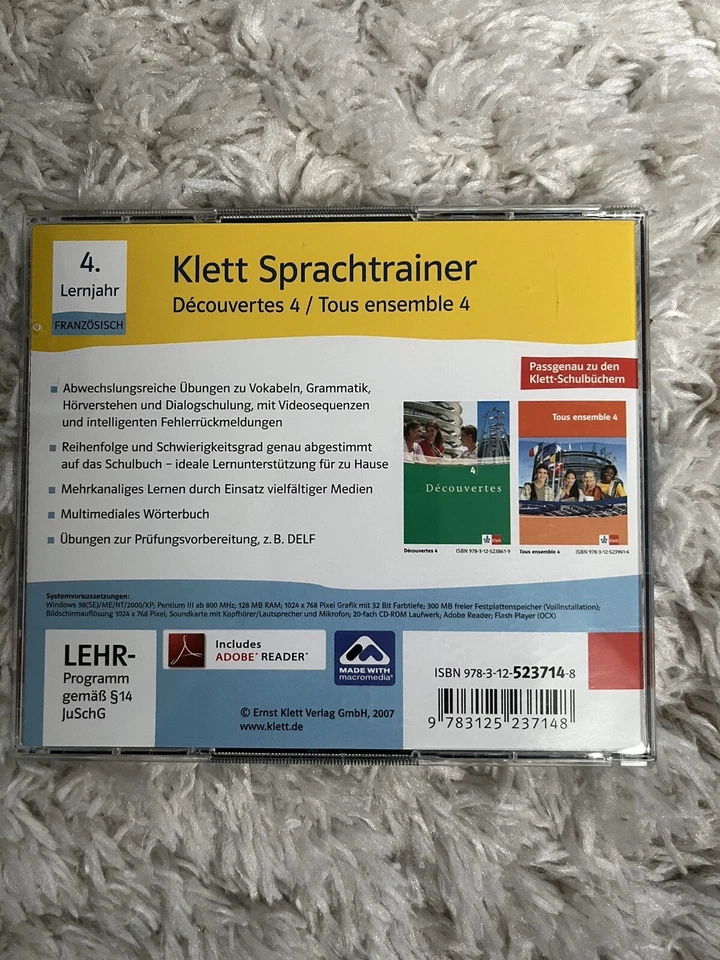 4.
Lernjahr
FRANZÖSISCH
Klett Sprachtrainer
Découvertes 4 / Tous ensemble 4
Passgenau zu den
Klett-Schulbüchern
Abwechslungsreiche Übungen zu Vokabeln, Grammatik,
Hörverstehen und Dialogschulung, mit Videosequenzen
und intelligenten Fehlerrückmeldungen
Reihenfolge und Schwierigkeitsgrad genau abgestimmt
auf das Schulbuch – ideale Lernunterstützung für zu Hause
Mehrkanaliges Lernen durch Einsatz vielfältiger Medien
Multimediales Wörterbuch
Übungen zur Prüfungsvorbereitung, z. B. DELF
4
Découvertes
Klett
Découvertes 4 ISBN 978-3-12-523861-9
Tous ensemble 4
Klett
Tous ensemble 4 ISBN 978-3-12-523961-6
Systemvoraussetzungen:
Windows 98(SE)/ME/NT/2000/XP; Pentium III ab 800 MHz; 128 MB RAM; 1024 x 768 Pixel Grafik mit 32 Bit Farbtiefe; 300 MB freier Festplattenspeicher (Vollinstallation);
Bildschirmauflösung 1024 x 768 Pixel; Soundkarte mit Kopfhörer/Lautsprecher und Mikrofon; 20-fach CD-ROM Laufwerk; Adobe Reader; Flash Player (OCX)
LEHR-
Programm
gemäß §14
JuSchG
Includes
ADOBE® READER®
MADE WITH
macromedia®
© Ernst Klett Verlag GmbH, 2007
www.klett.de
ISBN 978-3-12-523714-8
9 783125 237148